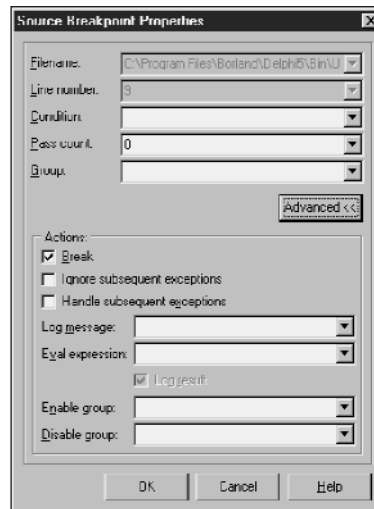 Source Breakpoint Properties
Filename: C:\Program Files\Borland\Delphi5\Bin\U
Line number: 9
Condition:
Pass count: 0
Group:
Advanced <<
Actions:
Break
Ignore subsequent exceptions
Handle subsequent exceptions
Log message:
Eval expression:
Log result
Enable group:
Disable group:
OK Cancel Help